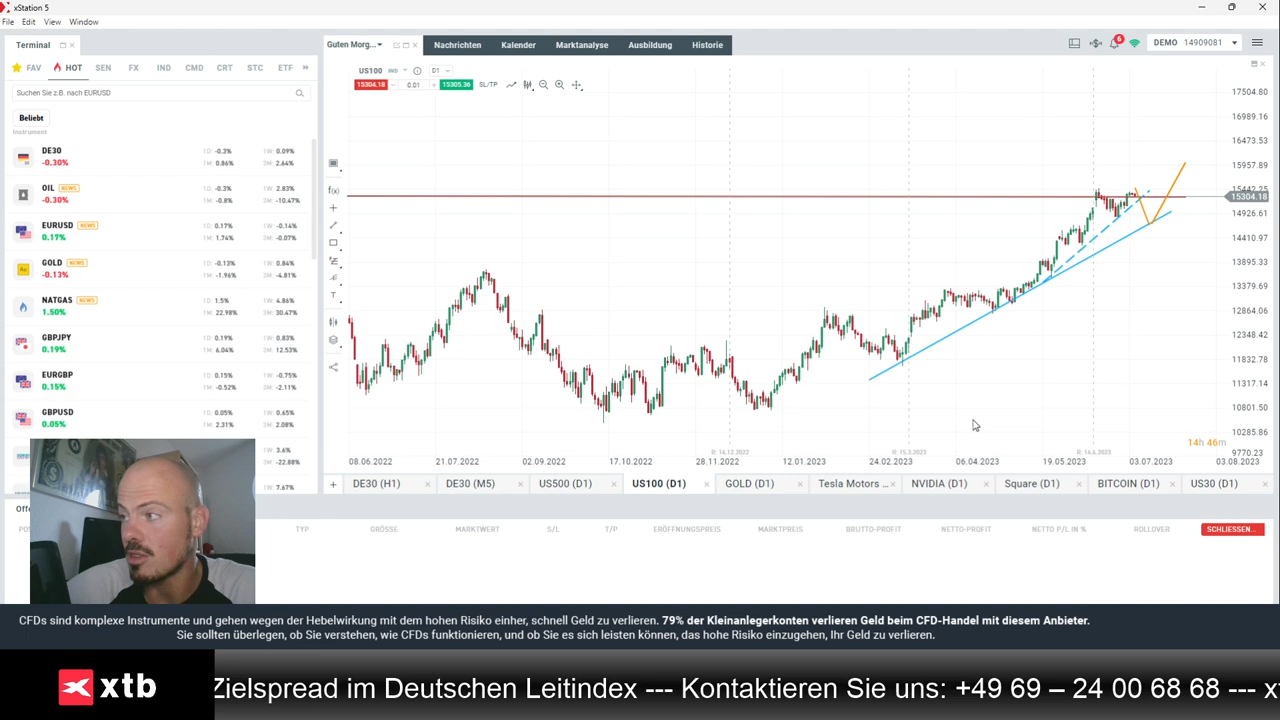 xStation 5
File Edit View Window
Terminal
Guten Morg...
Nachrichten Kalender Marktanalyse Ausbildung Historie
6
DEMO 14909081
FAV HOT SEN FX IND CMD CRT STC ETF
US100 IND D1
15304.18 0.01 15305.36 SL/TP
Suchen Sie z.B. nach EURUSD
Beliebt
Instrument
DE30 1D: -0.3% 1W: 0.09%
-0.30% 1M: 0.86% 3M: 2.64%
OIL NEWS 1D: -0.3% 1W: 2.83%
-0.30% 1M: -0.8% 3M: -10.47%
EURUSD NEWS 1D: 0.17% 1W: -0.14%
0.17% 1M: 1.74% 3M: -0.07%
GOLD NEWS 1D: -0.13% 1W: 0.84%
-0.13% 1M: -1.96% 3M: -4.81%
NATGAS NEWS 1D: 1.5% 1W: 4.86%
1.50% 1M: 22.98% 3M: 30.47%
GBPJPY 1D: 0.19% 1W: 0.83%
0.19% 1M: 6.04% 3M: 12.53%
EURGBP 1D: 0.15% 1W: -0.75%
0.15% 1M: -0.52% 3M: -2.11%
GBPUSD 1D: 0.05% 1W: 0.65%
0.05% 1M: 2.31% 3M: 2.08%
1W: 3.6%
3M: -22.88%
1W: 7.67%
f(x)
T
17504.80
16989.16
16473.53
15957.89
15442.25
15304.18
14926.61
14410.97
13895.33
13379.69
12864.06
12348.42
11832.78
11317.14
10801.50
10285.86
9770.23
14h 46m
R: 14.12.2022 R: 15.3.2023 R: 14.6.2023
08.06.2022 21.07.2022 02.09.2022 17.10.2022 28.11.2022 12.01.2023 24.02.2023 06.04.2023 19.05.2023 03.07.2023 03.08.2023
DE30 (H1) DE30 (M5) US500 (D1) US100 (D1) GOLD (D1) Tesla Motors ... NVIDIA (D1) Square (D1) BITCOIN (D1) US30 (D1)
TYP GRÖSSE MARKTWERT S/L T/P ERÖFFNUNGSPREIS MARKTPREIS BRUTTO-PROFIT NETTO-PROFIT NETTO P/L IN % ROLLOVER SCHLIESSEN...
CFDs sind komplexe Instrumente und gehen wegen der Hebelwirkung mit dem hohen Risiko einher, schnell Geld zu verlieren. 79% der Kleinanlegerkonten verlieren Geld beim CFD-Handel mit diesem Anbieter.
Sie sollten überlegen, ob Sie verstehen, wie CFDs funktionieren, und ob Sie es sich leisten können, das hohe Risiko einzugehen, Ihr Geld zu verlieren.
xtb
Zielspread im Deutschen Leitindex --- Kontaktieren Sie uns: +49 69 – 24 00 68 68 --- x